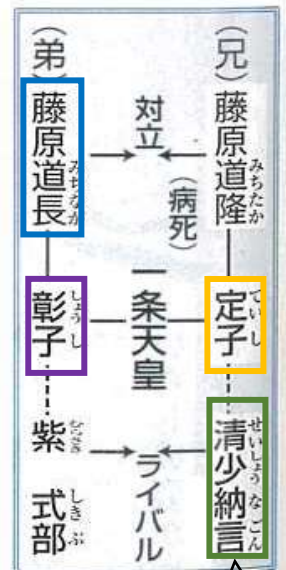 (兄)藤原道隆
みちたか
定子
ていし
清少納言
せいしょうなごん
対立
(病死)
一条天皇
ライバル
(弟)藤原道長
みちなが
彰子
しょうし
紫式部
むらさきしきぶ